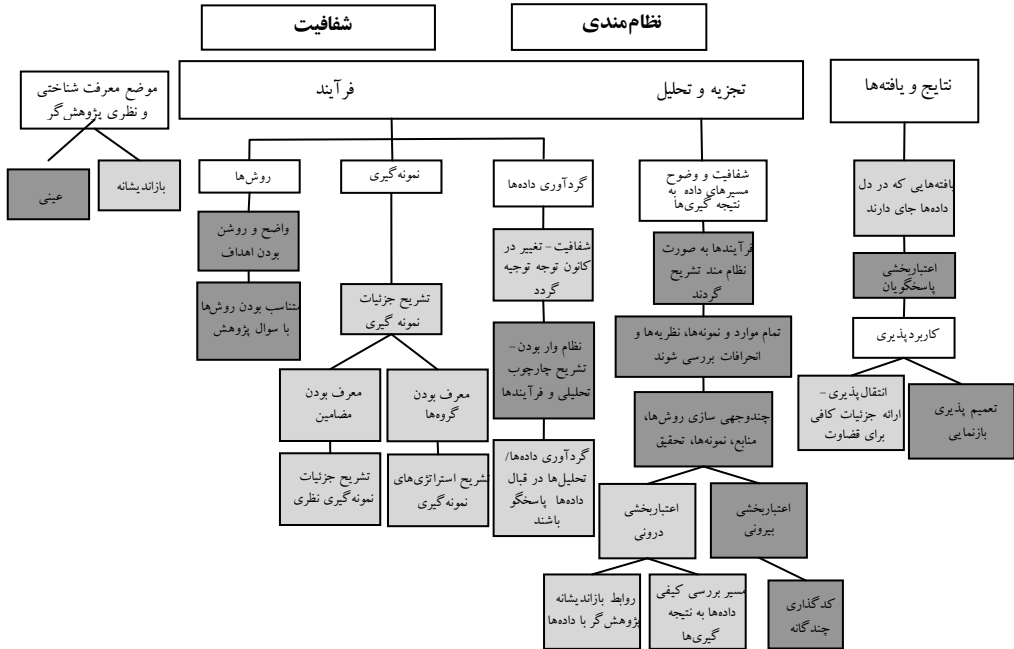 نظام‌مندی
شفافیت
نتایج و یافته‌ها
تجزیه و تحلیل
فرآیند
موضع معرفت شناختی
و نظری پژوهش‌گر
بازاندیشانه
عینی
روش‌ها
واضح و روشن
بودن اهداف
متناسب بودن روش‌ها
با سوال پژوهش
نمونه‌گیری
تشریح جزئیات
نمونه گیری
معرف بودن
گروه‌ها
تشریح استراتژی‌های
نمونه‌گیری
معرف بودن
مضامین
تشریح جزئیات
نمونه‌گیری نظری
گردآوری داده‌ها
شفافیت – تغییر در
کانون توجه توجیه
گردد
نظام وار بودن –
تشریح چارچوب
تحلیلی و فرآیندها
گردآوری داده‌ها/
تحلیل‌ها در قبال
داده‌ها پاسخگو
باشند
شفافیت و وضوح
مسیرهای داده به
نتیجه گیری‌ها
فرآیندها به صورت
نظام مند تشریح
گردند
تمام موارد و نمونه‌ها، نظریه‌ها و
انحرافات بررسی شوند
چندوجهی سازی روش‌ها،
منابع، نمونه‌ها، تحقیق
اعتباربخشی
بیرونی
کدگذاری
چندگانه
اعتباربخشی
درونی
مسیر بررسی کیفی
داده‌ها به نتیجه
گیری‌ها
روابط بازاندیشانه
پژوهش‌گر با داده‌ها
یافته‌هایی که در دل
داده‌ها جای دارند
اعتباربخشی
پاسخگویان
کاربردپذیری
تعمیم پذیری
بازنمایی
انتقال‌پذیری –
ارائه جزئیات کافی
برای قضاوت